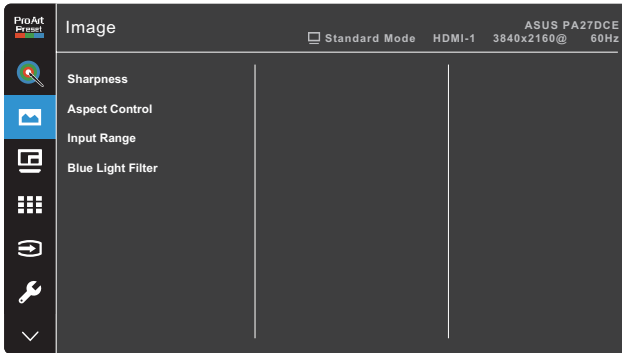 ProArt
Preset
Image
ASUS PA27DCE
Standard Mode HDMI-1 3840x2160@ 60Hz
Sharpness
Aspect Control
Input Range
Blue Light Filter